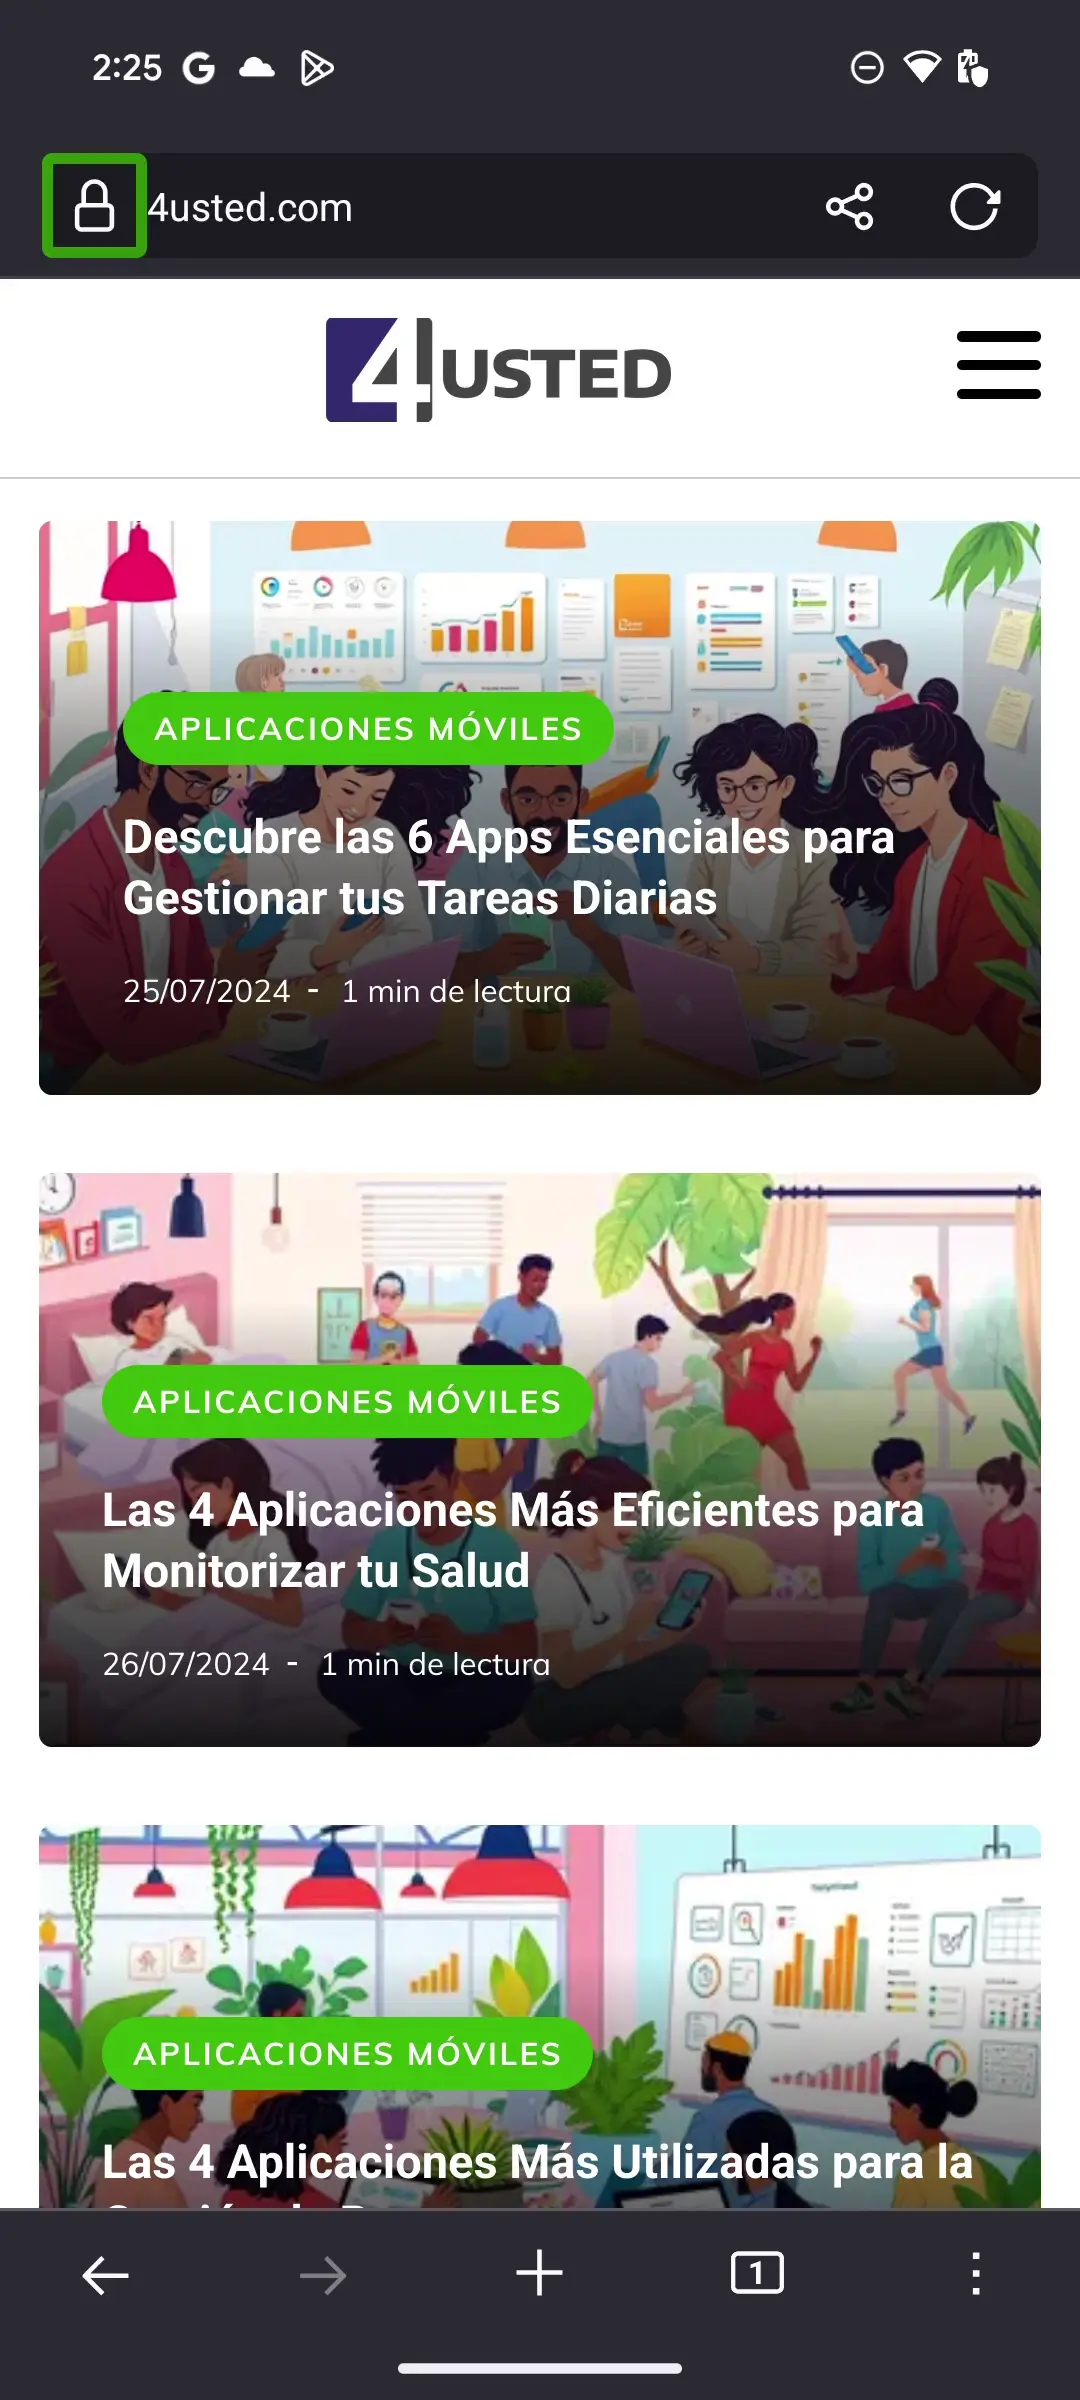 2:25
4usted.com
4USTED
APLICACIONES MÓVILES
Descubre las 6 Apps Esenciales para
Gestionar tus Tareas Diarias
25/07/2024 - 1 min de lectura
APLICACIONES MÓVILES
Las 4 Aplicaciones Más Eficientes para
Monitorizar tu Salud
26/07/2024 - 1 min de lectura
APLICACIONES MÓVILES
Las 4 Aplicaciones Más Utilizadas para la
1